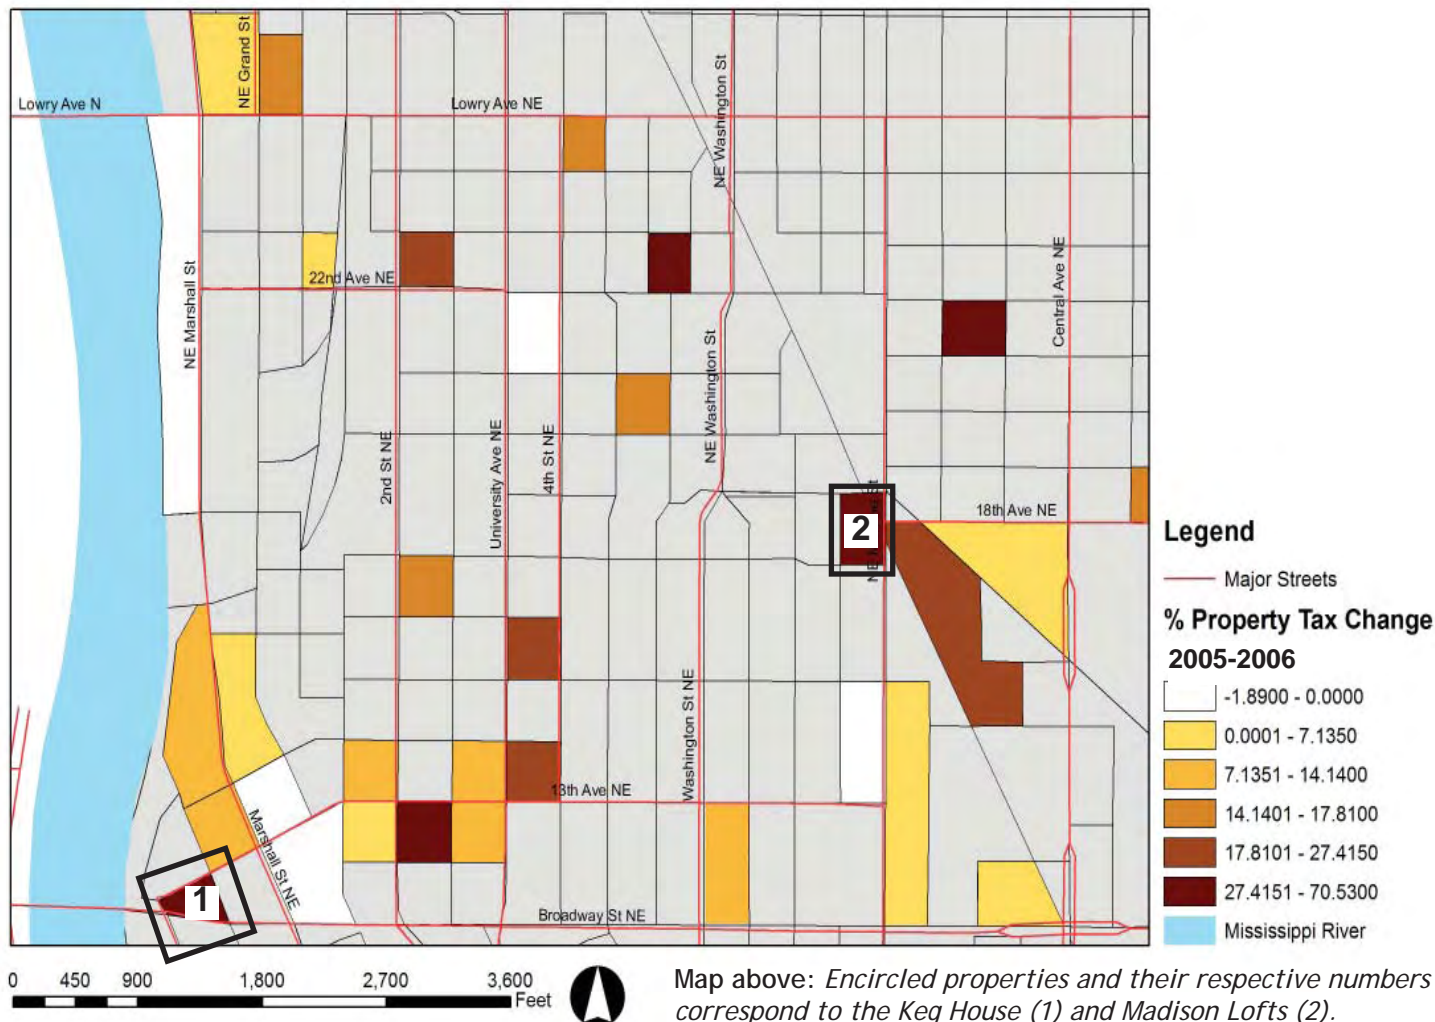 NE Grand St
Lowry Ave N
Lowry Ave NE
NE Washington St
NE Marshall St
22nd Ave NE
Central Ave NE
NE Washington St
2nd St NE
University Ave NE
4th St NE
18th Ave NE
2
Washington St NE
13th Ave NE
Marshall St NE
1
Broadway St NE
Legend
Major Streets
% Property Tax Change
2005-2006
-1.8900 - 0.0000
0.0001 - 7.1350
7.1351 - 14.1400
14.1401 - 17.8100
17.8101 - 27.4150
27.4151 - 70.5300
Mississippi River
0 450 900 1,800 2,700 3,600
Feet
Map above: Encircled properties and their respective numbers
correspond to the Keg House (1) and Madison Lofts (2).